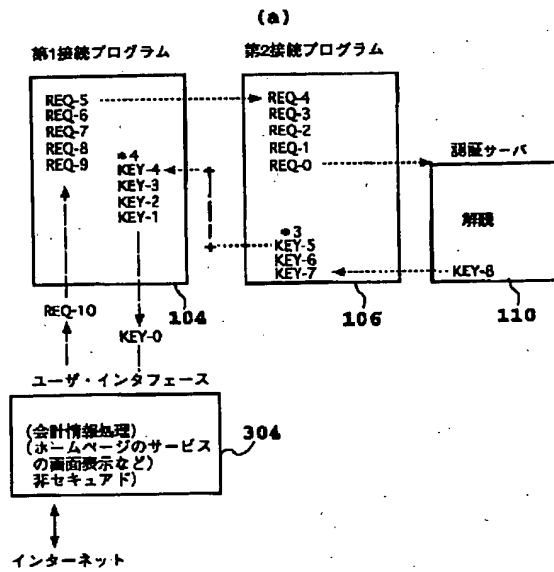 (a)
第1接続プログラム
第2接続プログラム
REQ-5
REQ-6
REQ-7
REQ-8
REQ-9
*4
KEY-4
KEY-3
KEY-2
KEY-1
104
REQ-4
REQ-3
REQ-2
REQ-1
REQ-0
*3
KEY-5
KEY-6
KEY-7
106
認証サーバ
解読
KEY-8
110
REQ-10
KEY-0
ユーザ・インタフェース
(会計情報処理)
(ホームページのサービス
の画面表示など)
非セキュアド)
304
インターネット